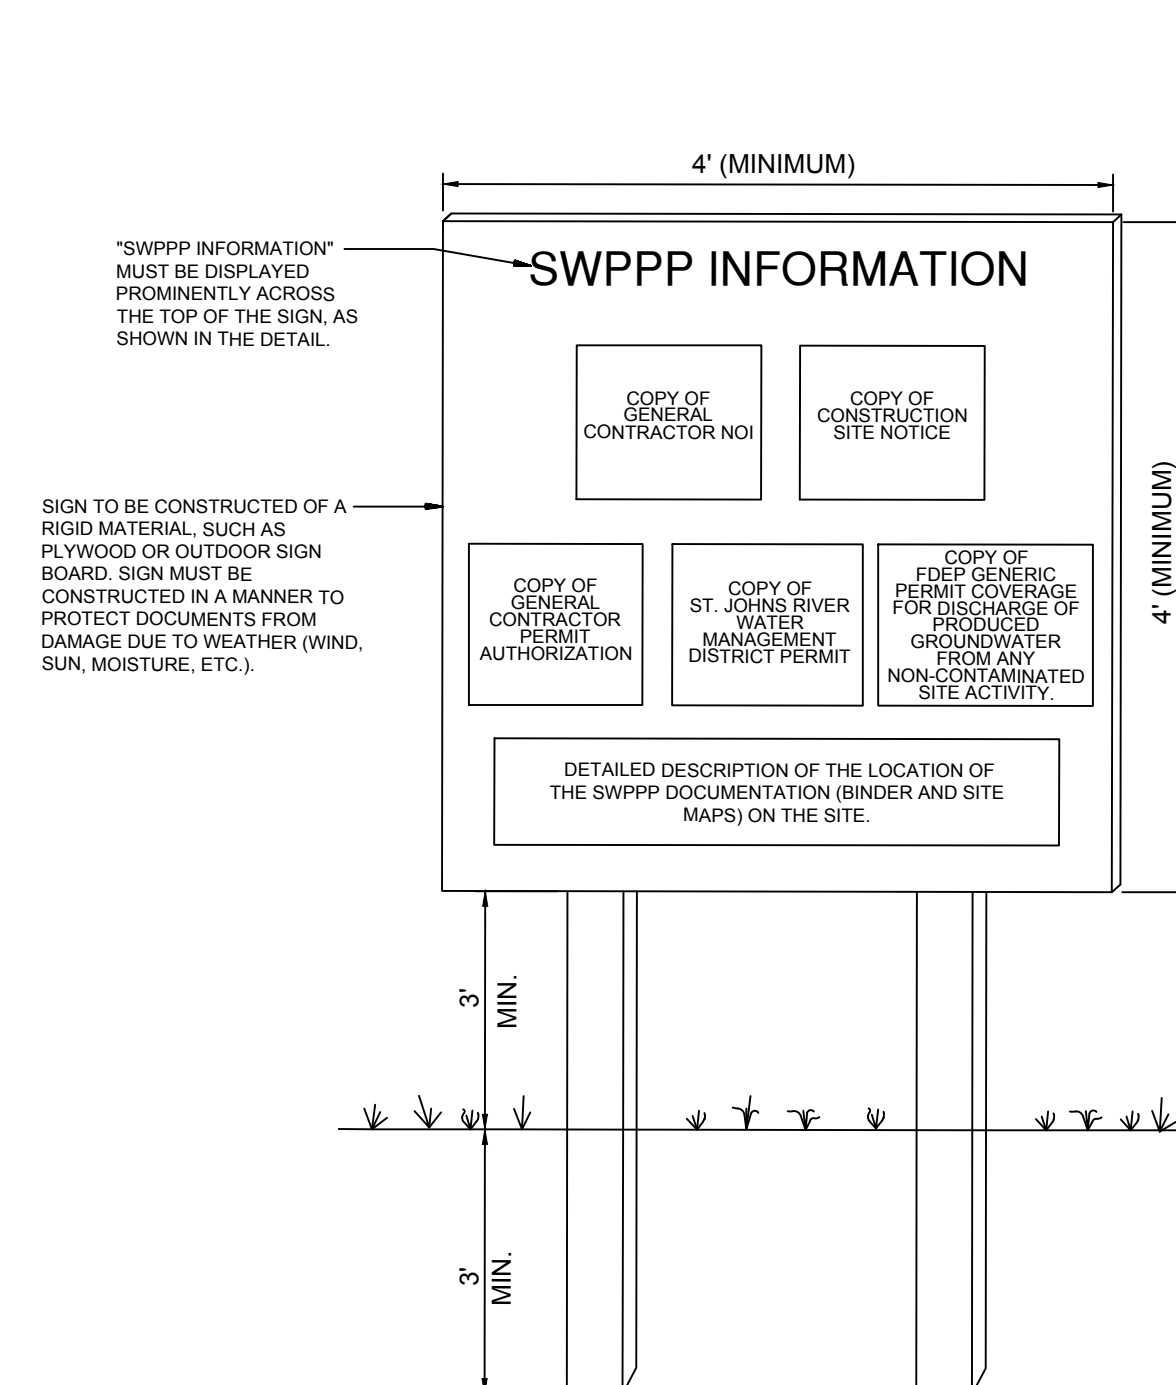 4' (MINIMUM)
"SWPPP INFORMATION"
MUST BE DISPLAYED
PROMINENTLY ACROSS
THE TOP OF THE SIGN, AS
SHOWN IN THE DETAIL.
SWPPP INFORMATION
COPY OF
GENERAL
CONTRACTOR NOI
COPY OF
CONSTRUCTION
SITE NOTICE
4' (MINIMUM)
SIGN TO BE CONSTRUCTED OF A
RIGID MATERIAL, SUCH AS
PLYWOOD OR OUTDOOR SIGN
BOARD. SIGN MUST BE
CONSTRUCTED IN A MANNER TO
PROTECT DOCUMENTS FROM
DAMAGE DUE TO WEATHER (WIND,
SUN, MOISTURE, ETC.).
COPY OF
GENERAL
CONTRACTOR
PERMIT
AUTHORIZATION
COPY OF
ST. JOHNS RIVER
WATER
MANAGEMENT
DISTRICT PERMIT
COPY OF
FDEP GENERIC
PERMIT COVERAGE
FOR DISCHARGE OF
PRODUCED
GROUNDWATER
FROM ANY
NON-CONTAMINATED
SITE ACTIVITY.
DETAILED DESCRIPTION OF THE LOCATION OF
THE SWPPP DOCUMENTATION (BINDER AND SITE
MAPS) ON THE SITE.
3'
MIN.
3'
MIN.